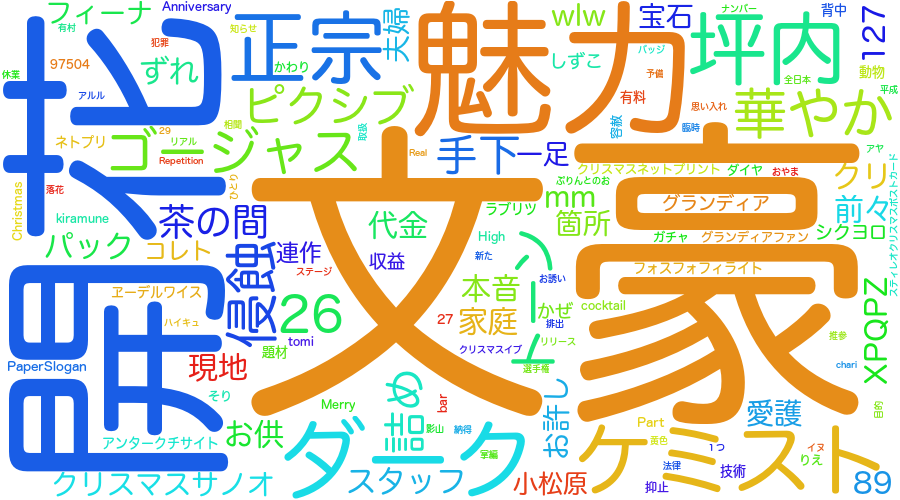 フィーナ
Anniversary
正宗
夫婦
魅力
wlw
宝石
ナンバー
背中
127
坪内
知らせ
有村
犯罪
97504
ずれ
かわり
しずこ
バッジ
予備
動物
休業
アルル
ピクシブ
有料
思い入れ
全日本
平成
華やか
開拓
ネトプリ
29
リアル
相間
取扱
容赦
臨時
ゴージャス
手下
一足
Repetition
Real
文豪
クリスマスネットプリント
ダイヤ
アヤ
おやま
クリ
Christmas
落花
ひとり
ぷりんとのお
mm
グランディア
kiramune
茶の間
代金
ラブリツ
箇所
前々
シクヨロ
パック
コレト
侵蝕
連作
High
ガチャ
グランディアファン
スティレオクリスマスポストカード
収益
新た
ステージ
お誘い
フォスフォフィライト
ヱーデルワイス
本音
XPQPZ
26
かぜ
cocktail
ハイキュ
27
家庭
排出
tomi
リリース
推参
題材
クリスマスイブ
PaperSlogan
現地
選手権
chari
そり
Merry
bar
詰め
お許し
愛護
目的
お供
影山
納得
Part
アンタークチサイト
ダーク
黄色
1つ
イヌ
ケミスト
掌編
りえ
法律
技術
クリスマスサノオ
スタッフ
小松原
抑止
89